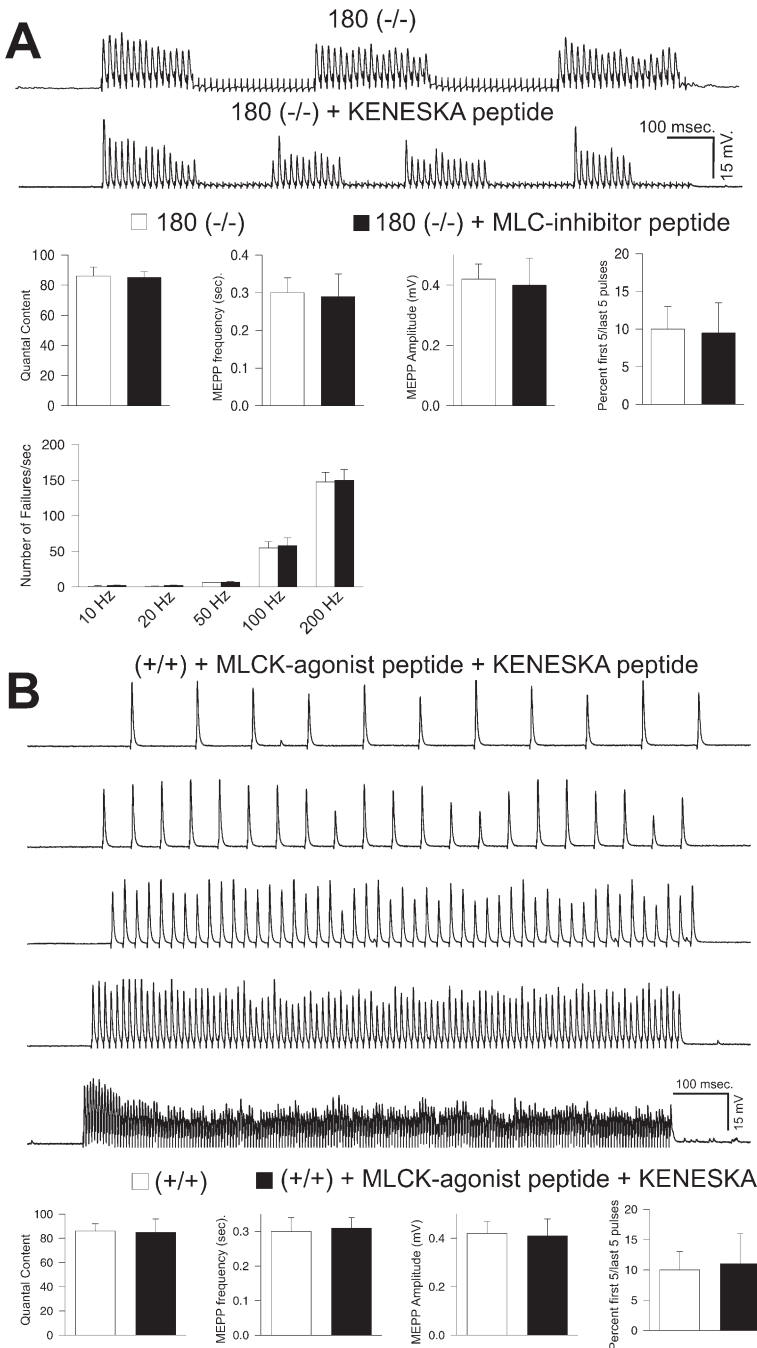 A
180 (-/-)
180 (-/-) + KENESKA peptide
100 msec.
15 mV.
180 (-/-)
180 (-/-) + MLC-inhibitor peptide
Quantal Content
100
80
60
40
20
0
MEPP frequency (sec).
0.4
0.3
0.2
0.1
0.0
MEPP Amplitude (mV)
0.4
0.2
0.0
Percent first 5/last 5 pulses
20
15
10
5
0
Number of Failures/sec
200
150
100
50
0
10 Hz
20 Hz
50 Hz
100 Hz
200 Hz
B
(+/+) + MLCK-agonist peptide + KENESKA peptide
100 msec.
15 mV
(+/+)
(+/+) + MLCK-agonist peptide + KENESKA
Quantal Content
100
80
60
40
20
0
MEPP frequency (sec).
0.3
0.2
0.1
0.0
MEPP Amplitude (mV)
0.4
0.2
0.0
Percent first 5/last 5 pulses
20
15
10
5
0